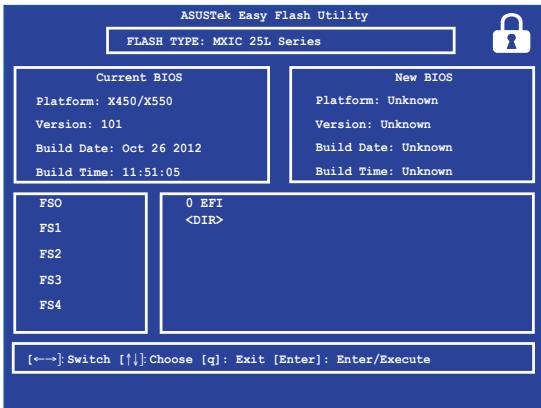 ASUSTek Easy Flash Utility
FLASH TYPE: MXIC 25L Series
Current BIOS
Platform: X450/X550
Version: 101
Build Date: Oct 26 2012
Build Time: 11:51:05
New BIOS
Platform: Unknown
Version: Unknown
Build Date: Unknown
Build Time: Unknown
FSO
FS1
FS2
FS3
FS4
0 EFI
<DIR>
[←→]: Switch [↑↓]: Choose [q]: Exit [Enter]: Enter/Execute